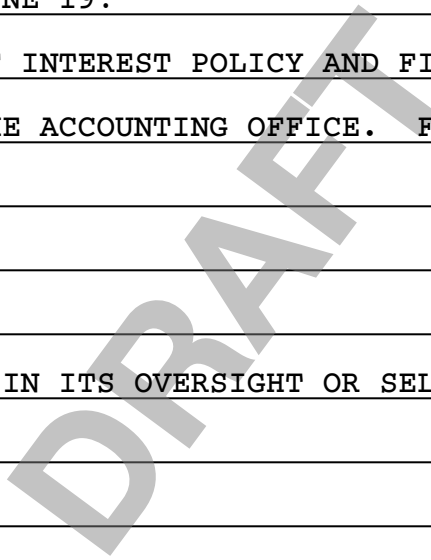 NE 19.
INTEREST POLICY AND FI
E ACCOUNTING OFFICE. F
IN ITS OVERSIGHT OR SEL
DRAFT